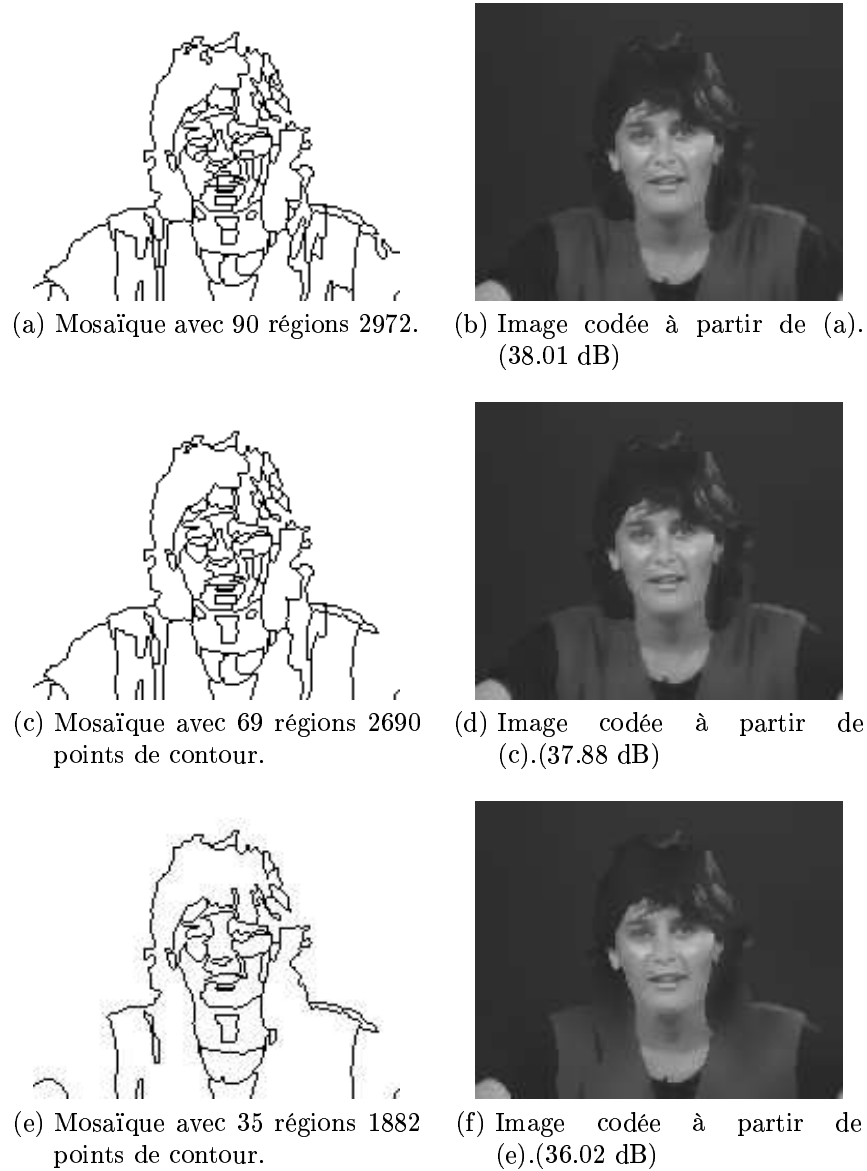 (a) Mosaïque avec 90 régions 2972.
(b) Image codée à partir de (a).
(38.01 dB)
(c) Mosaïque avec 69 régions 2690
points de contour.
(d) Image codée à partir de
(c).(37.88 dB)
(e) Mosaïque avec 35 régions 1882
points de contour.
(f) Image codée à partir de
(e).(36.02 dB)